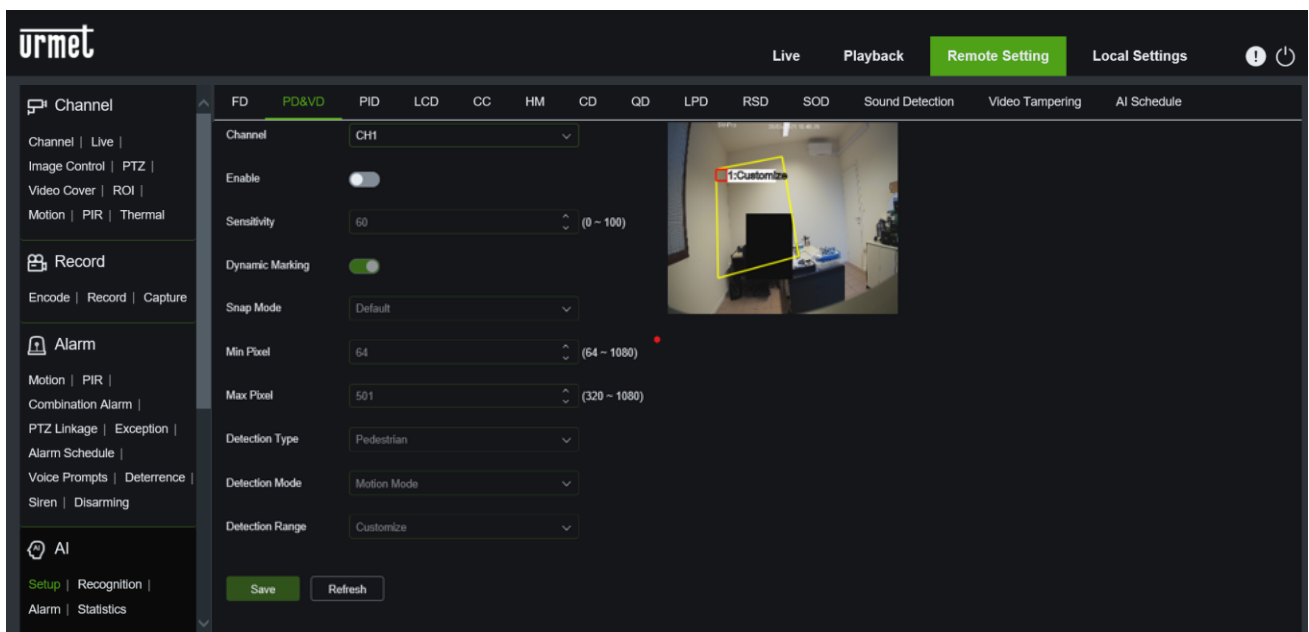 urmet
Live Playback Remote Setting Local Settings
Channel
Channel | Live |
Image Control | PTZ |
Video Cover | ROI |
Motion | PIR | Thermal
Record
Encode | Record | Capture
Alarm
Motion | PIR |
Combination Alarm |
PTZ Linkage | Exception |
Alarm Schedule |
Voice Prompts | Deterrence |
Siren | Disarming
AI
Setup | Recognition |
Alarm | Statistics
FD PD&VD PID LCD CC HM CD QD LPD RSD SOD Sound Detection Video Tampering AI Schedule
Channel CH1
Enable
Sensitivity 60 (0 ~ 100)
Dynamic Marking
Snap Mode Default
Min Pixel 64 (64 ~ 1080)
Max Pixel 501 (320 ~ 1080)
Detection Type Pedestrian
Detection Mode Motion Mode
Detection Range Customize
Save Refresh
1:Customize